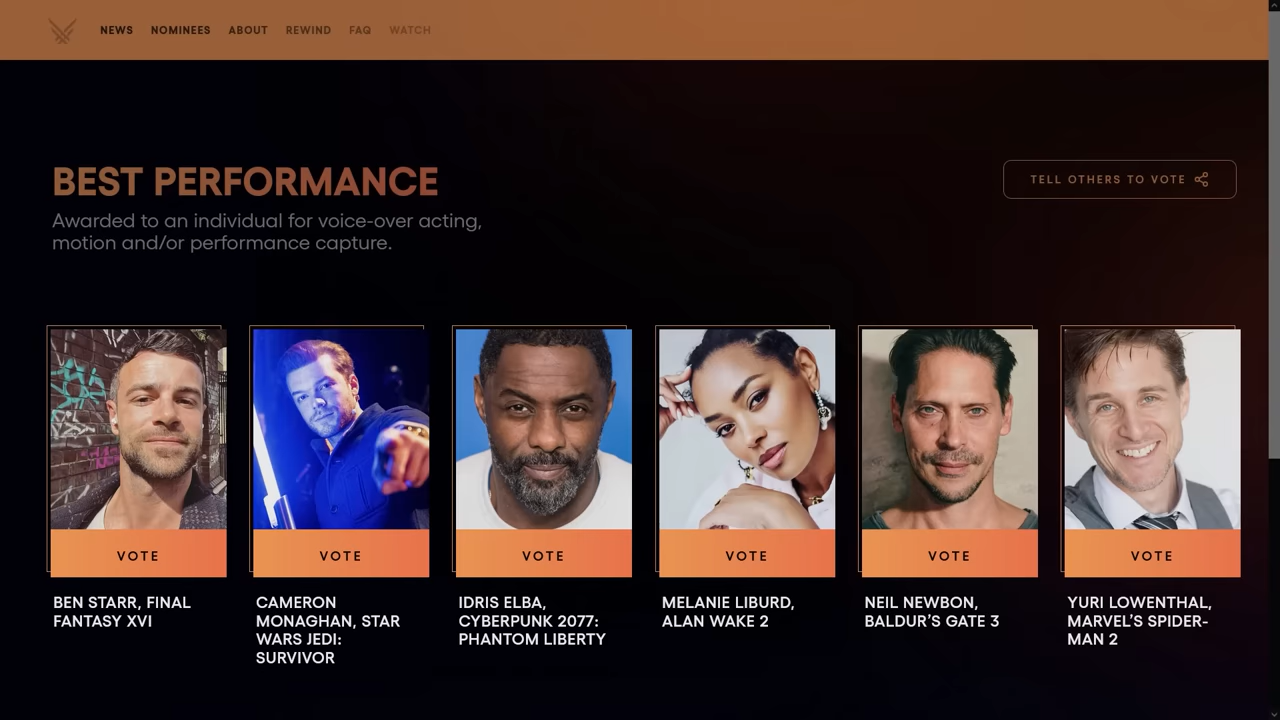 NEWS NOMINEES ABOUT REWIND FAQ WATCH
BEST PERFORMANCE
Awarded to an individual for voice-over acting,
motion and/or performance capture.
TELL OTHERS TO VOTE
VOTE
BEN STARR, FINAL
FANTASY XVI
VOTE
CAMERON
MONAGHAN, STAR
WARS JEDI:
SURVIVOR
VOTE
IDRIS ELBA,
CYBERPUNK 2077:
PHANTOM LIBERTY
VOTE
MELANIE LIBURD,
ALAN WAKE 2
VOTE
NEIL NEWBON,
BALDUR’S GATE 3
VOTE
YURI LOWENTHAL,
MARVEL’S SPIDER-
MAN 2